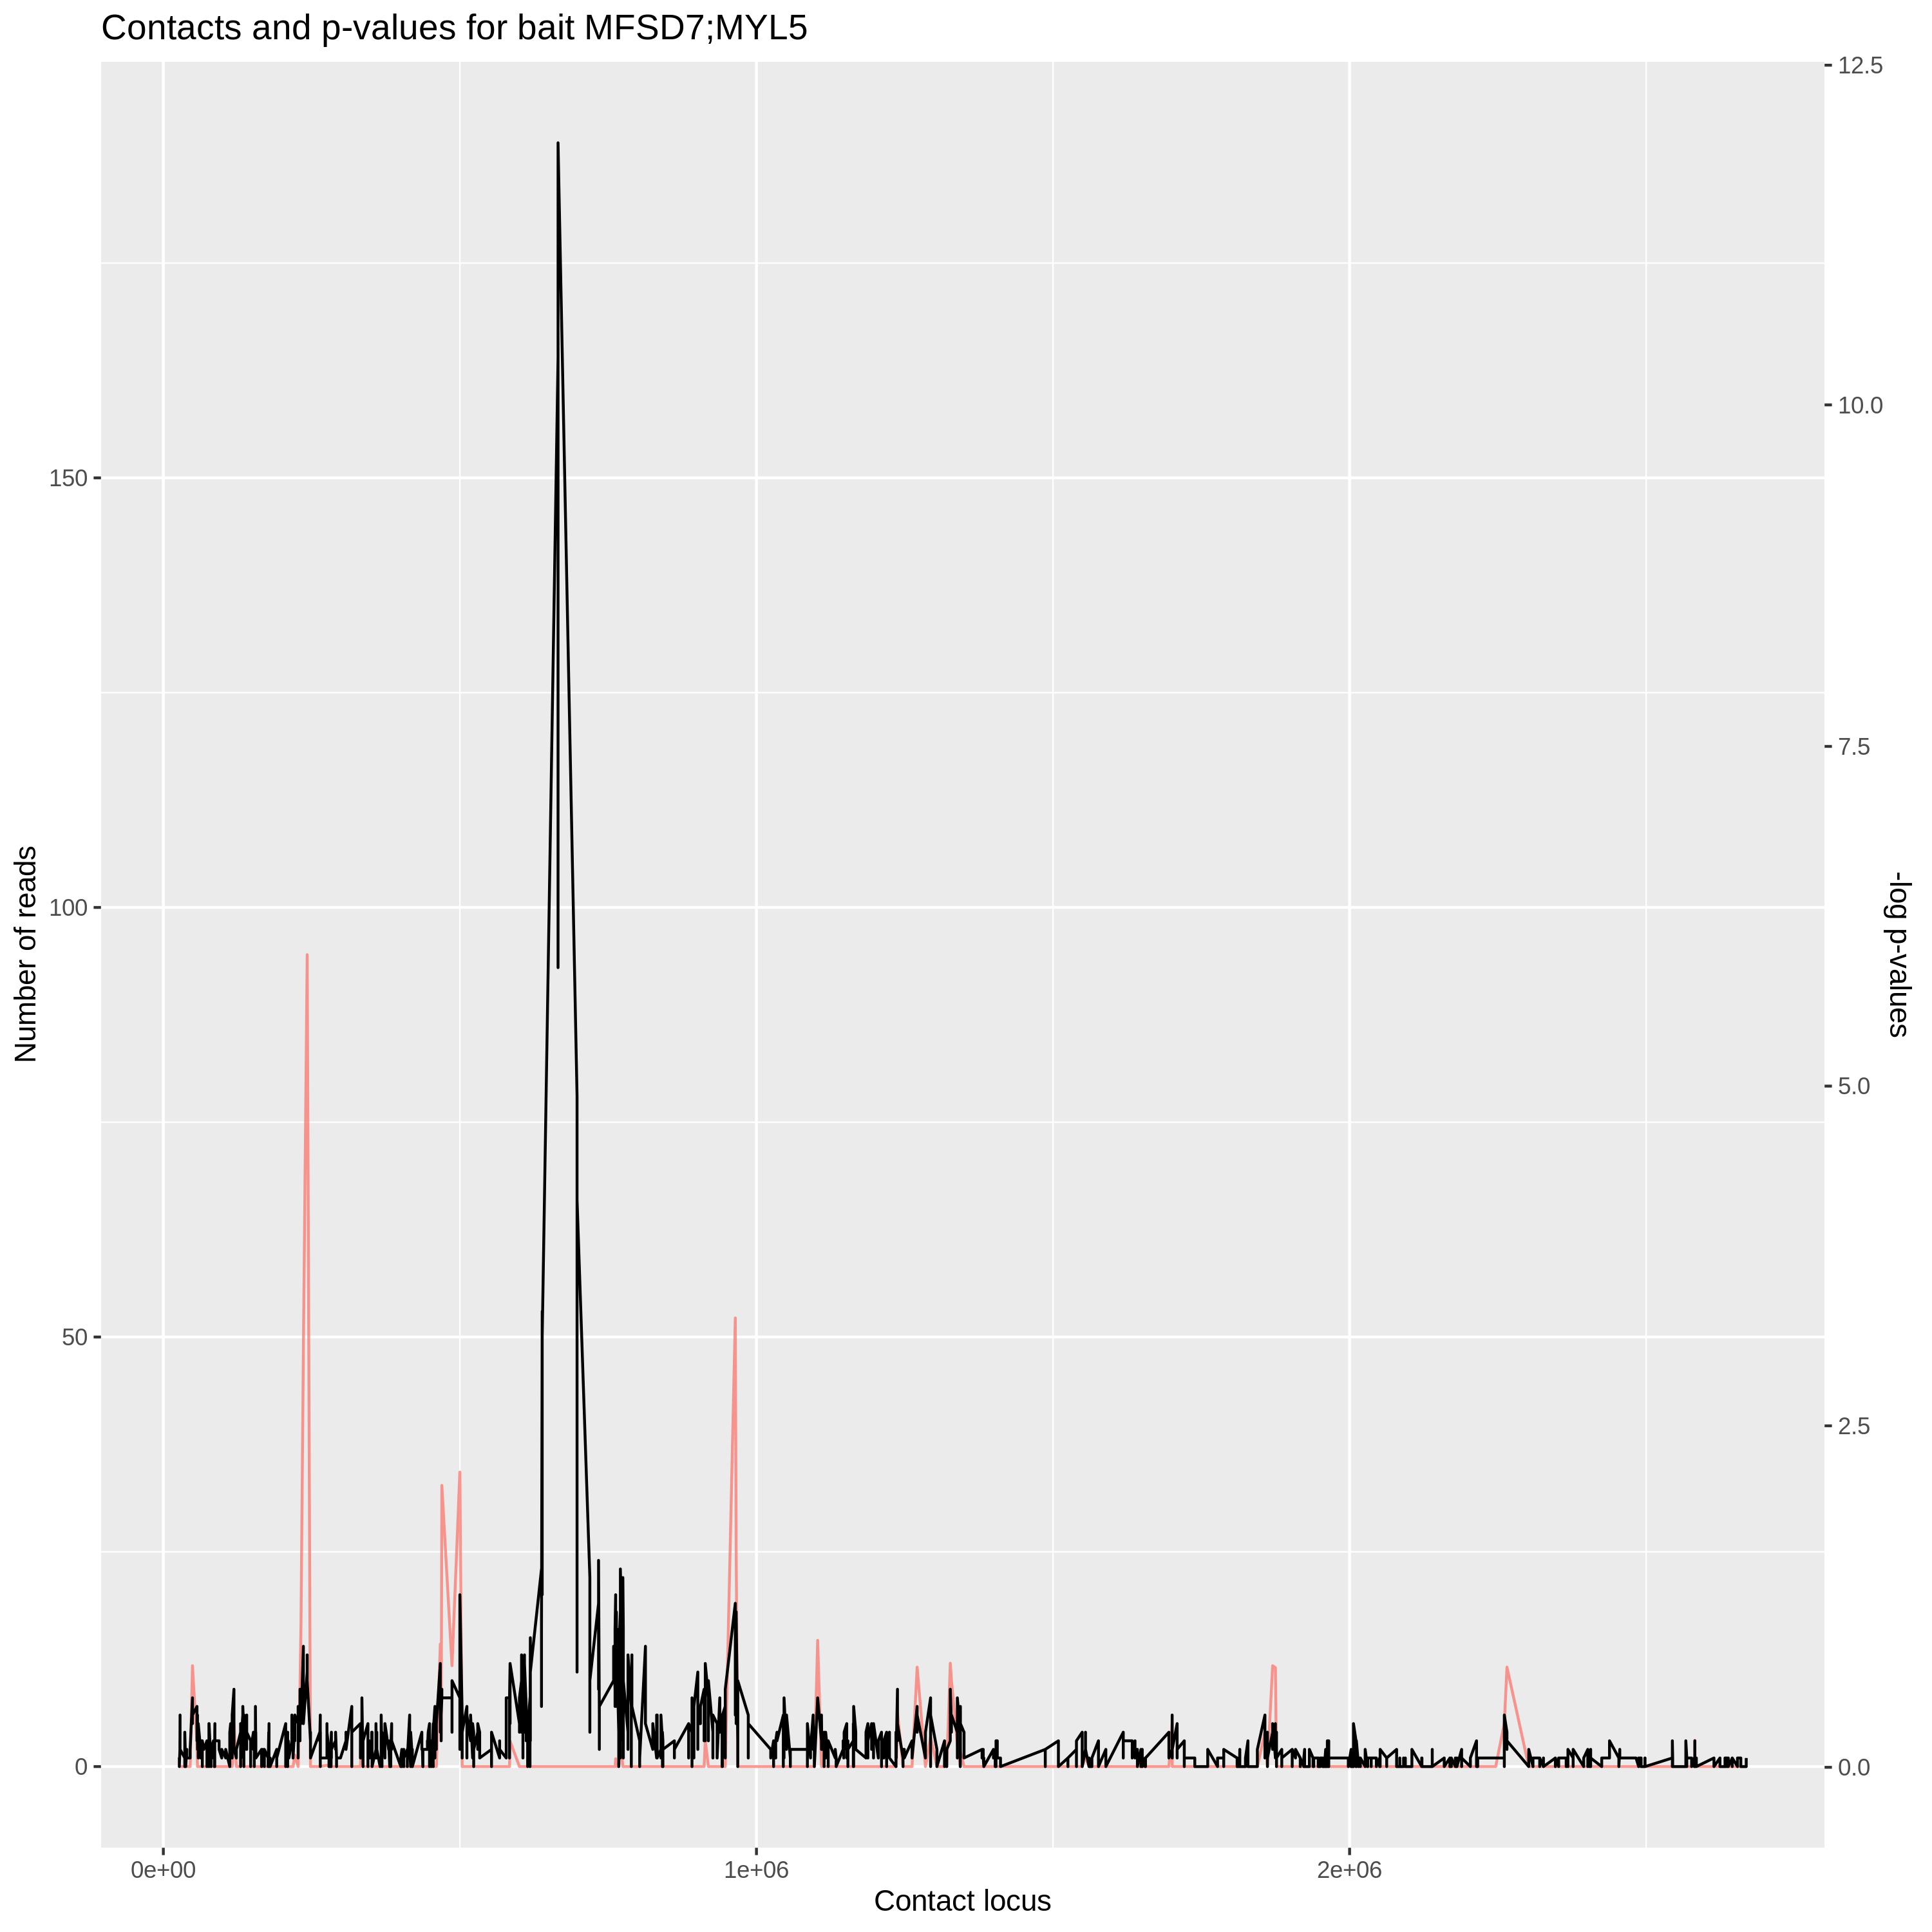 Contacts and p-values for bait MFSD7;MYL5
12.5
150
10.0
7.5
100
Number of reads
-log p-values
5.0
50
2.5
0
0.0
0e+00
1e+06
2e+06
Contact locus